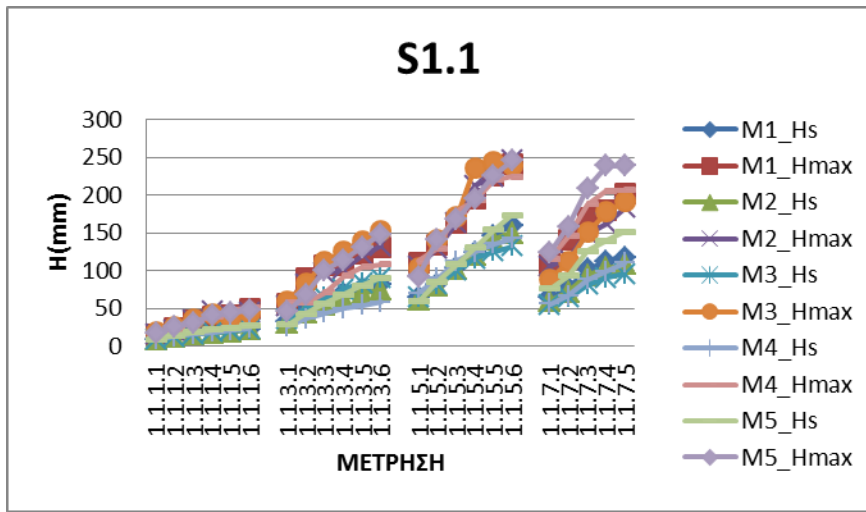 S1.1
H(mm)
300
250
200
150
100
50
0
1.1.1.1
1.1.1.2
1.1.1.3
1.1.1.4
1.1.1.5
1.1.1.6
1.1.3.1
1.1.3.2
1.1.3.3
1.1.3.4
1.1.3.5
1.1.3.6
1.1.5.1
1.1.5.2
1.1.5.3
1.1.5.4
1.1.5.5
1.1.5.6
1.1.7.1
1.1.7.2
1.1.7.3
1.1.7.4
1.1.7.5
ΜΕΤΡΗΣΗ
M1_Hs
M1_Hmax
M2_Hs
M2_Hmax
M3_Hs
M3_Hmax
M4_Hs
M4_Hmax
M5_Hs
M5_Hmax